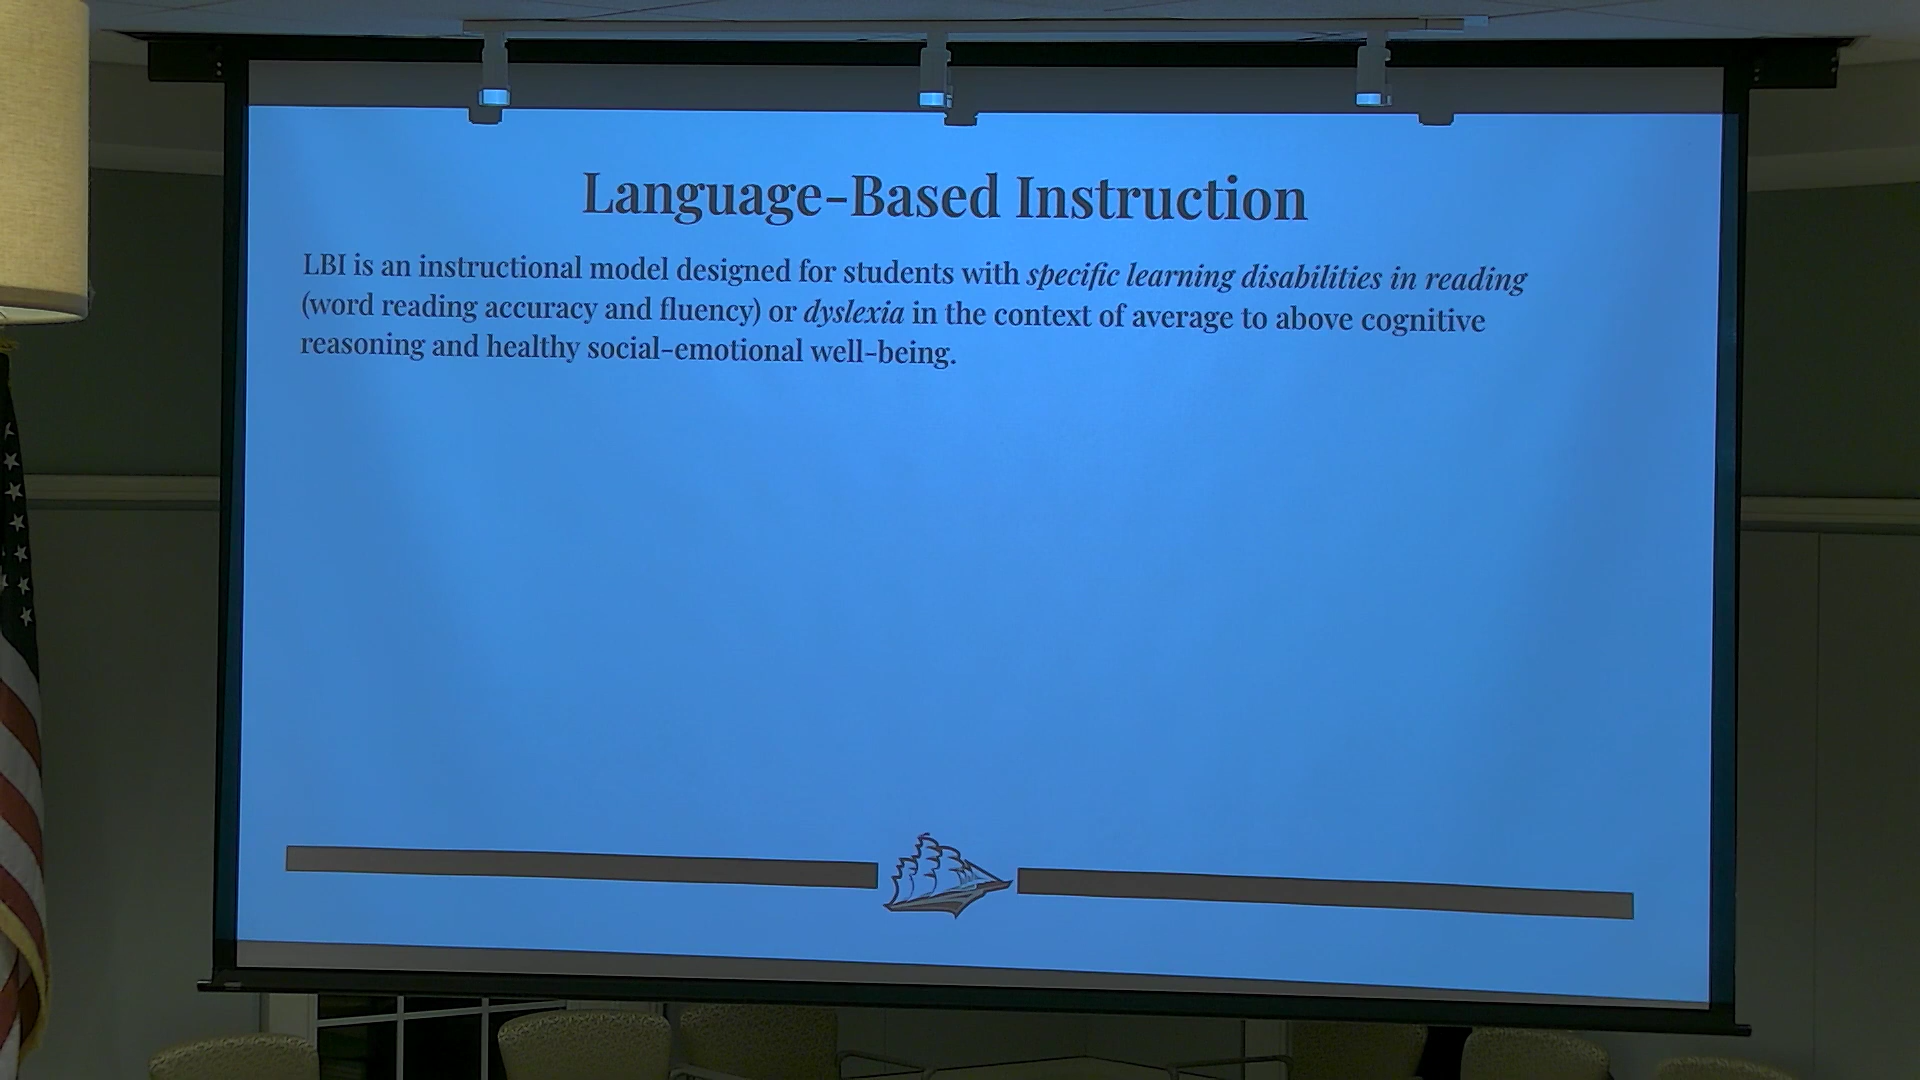 Language-Based Instruction
LBI is an instructional model designed for students with specific learning disabilities in reading
(word reading accuracy and fluency) or dyslexia in the context of average to above cognitive
reasoning and healthy social-emotional well-being.